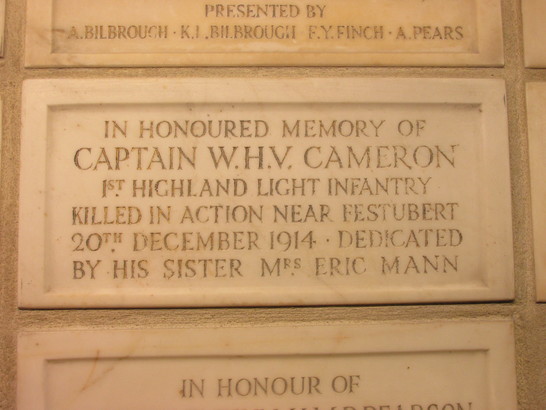 PRESENTED BY
A.BILBROUGH · K.L.BILBROUGH F.Y.FINCH · A.PEARS
IN HONOURED MEMORY OF
CAPTAIN W.H.V. CAMERON
1ST HIGHLAND LIGHT INFANTRY
KILLED IN ACTION NEAR FESTUBERT
20TH DECEMBER 1914 · DEDICATED
BY HIS SISTER MRS ERIC MANN
IN HONOUR OF